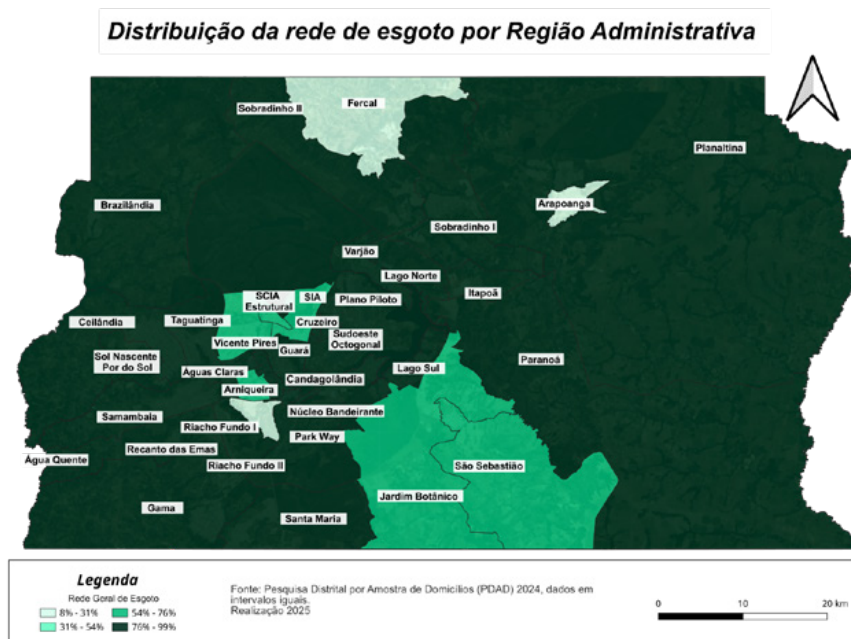 Distribuição da rede de esgoto por Região Administrativa
Fercal
Sobradinho II
Planaltina
Brazilândia
Arapoanga
Sobradinho I
Varjão
Lago Norte
Itapoã
SCIA
Estrutural
SIA
Plano Piloto
Ceilândia
Taguatinga
Cruzeiro
Vicente Pires
Sudoeste
Octogonal
Guará
Sol Nascente
Por do Sol
Paranoá
Águas Claras
Lago Sul
Candagolândia
Arniqueira
Samambaia
Núcleo Bandeirante
Riacho Fundo I
Park Way
Recanto das Emas
Água Quente
Riacho Fundo II
São Sebastião
Jardim Botânico
Gama
Santa Maria
Legenda
Rede Geral de Esgoto
8% - 31%
54% - 76%
31% - 54%
76% - 99%
Fonte: Pesquisa Distrital por Amostra de Domicílios (PDAD) 2024, dados em
intervalos iguais.
Realização 2025
0 10 20 km